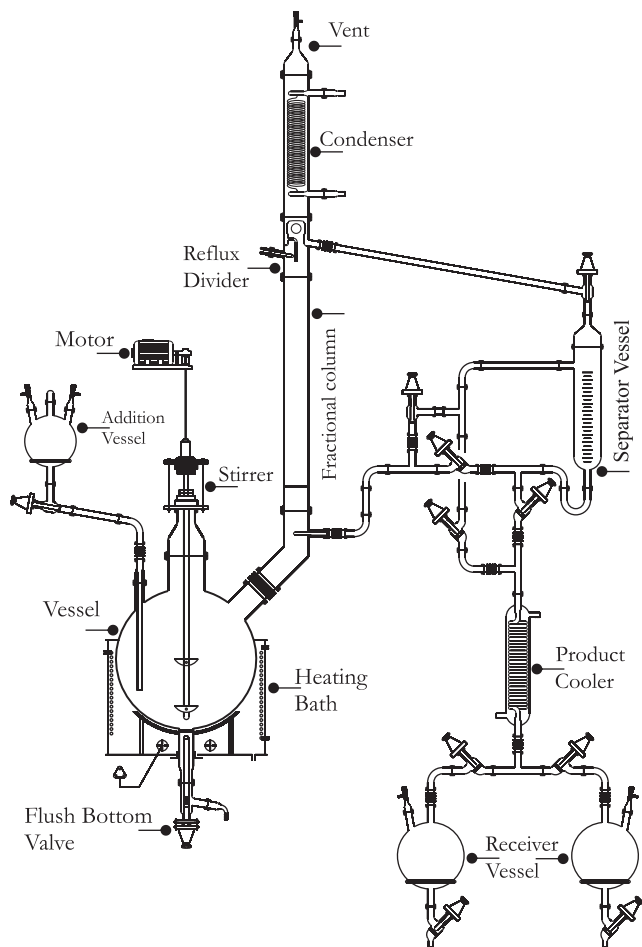 Vent
Condenser
Reflux
Divider
Motor
Fractional column
Separator Vessel
Addition
Vessel
Stirrer
Vessel
Heating
Bath
Product
Cooler
Flush Bottom
Valve
Receiver
Vessel